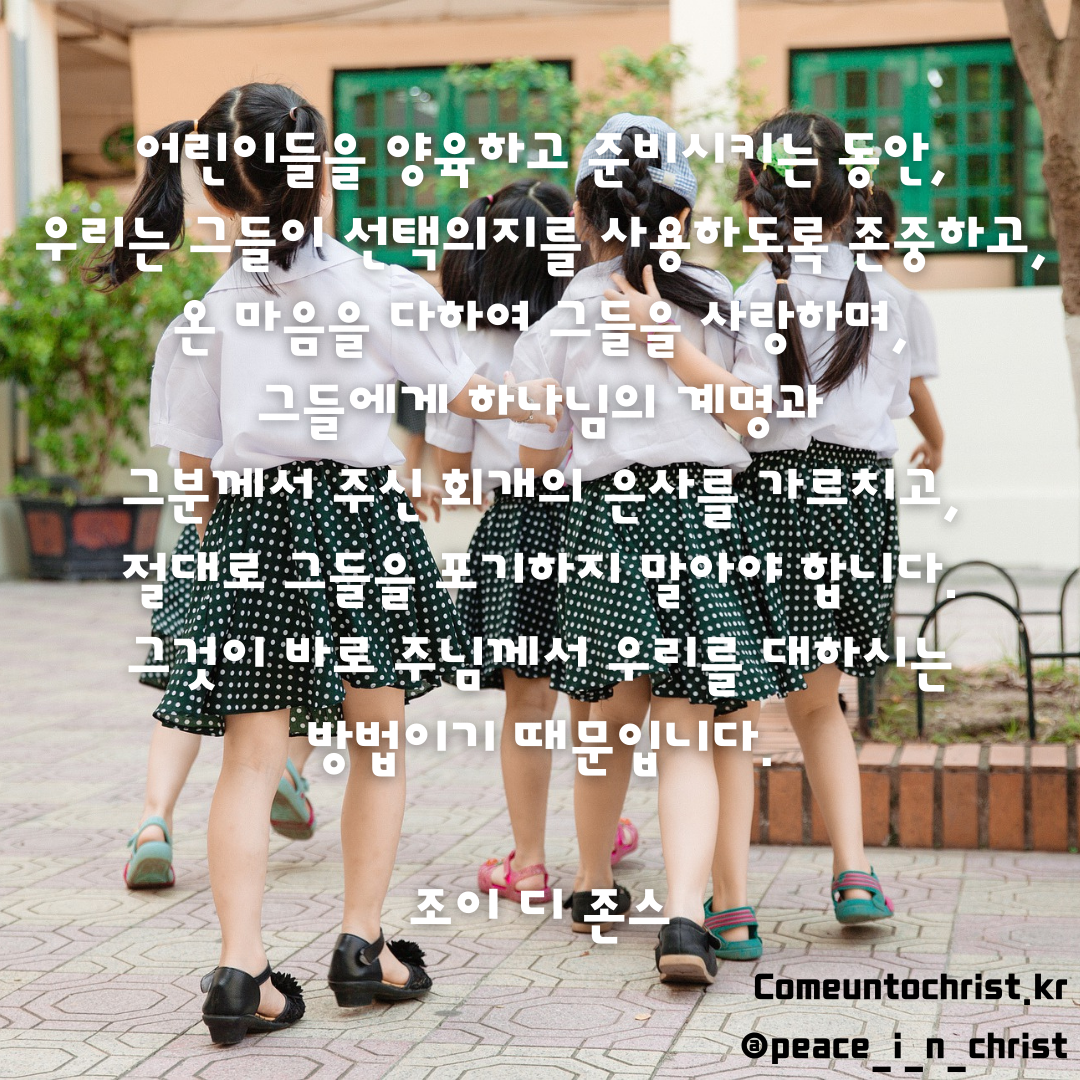 어린이들을 양육하고 준비시키는 동안,
우리는 그들이 선택의지를 사용하도록 존중하고,
온 마음을 다하여 그들을 사랑하며,
그들에게 하나님의 계명과
그분께서 주신 회개의 은사를 가르치고,
절대로 그들을 포기하지 말아야 합니다.
그것이 바로 주님께서 우리를 대하시는
방법이기 때문입니다.
조이 디 존스
Comeuntochrist.kr
@peace_i_n_christ